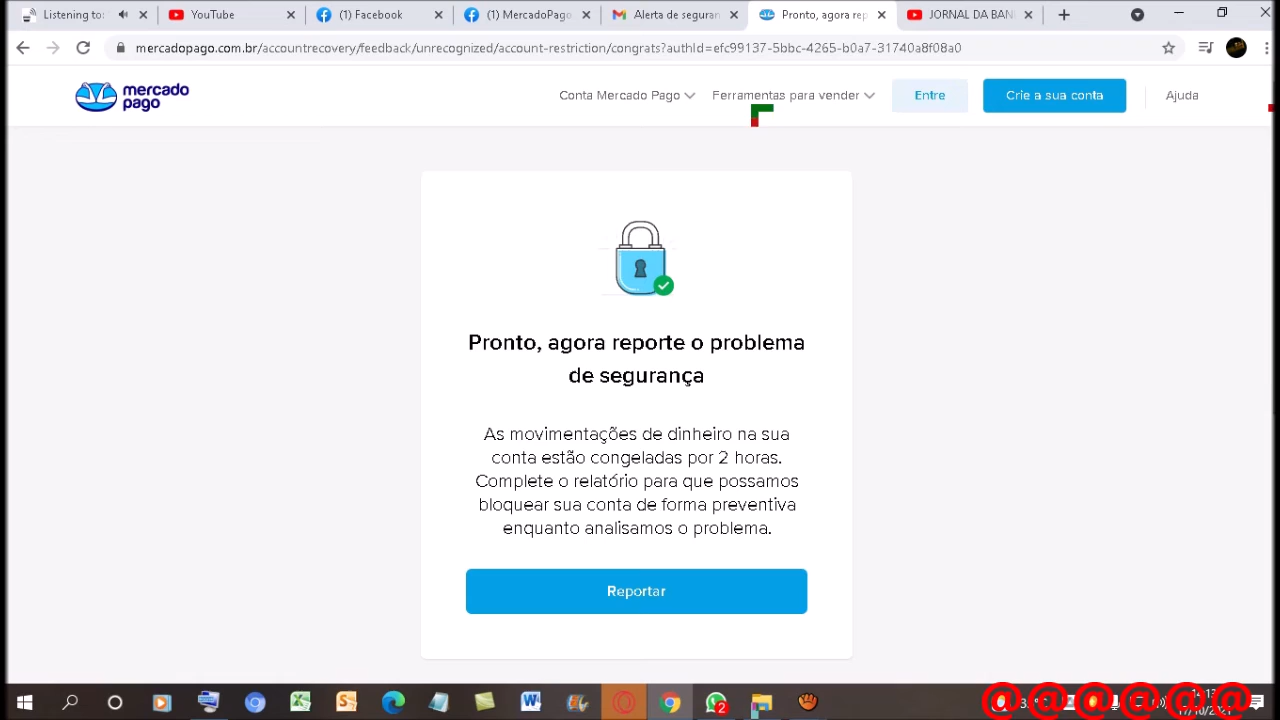 Listening to
YouTube
(1) Facebook
(1) MercadoPago
Alerta de seguran
Pronto, agora rep
JORNAL DA BAN
mercadopago.com.br/accountrecovery/feedback/unrecognized/account-restriction/congrats?authId=efc99137-5bbc-4265-b0a7-31740a8f08a0
mercado
pago
Conta Mercado Pago
Ferramentas para vender
Entre
Crie a sua conta
Ajuda
Pronto, agora reporte o problema
de segurança
As movimentações de dinheiro na sua
conta estão congeladas por 2 horas.
Complete o relatório para que possamos
bloquear sua conta de forma preventiva
enquanto analisamos o problema.
Reportar
2
@@@@@@